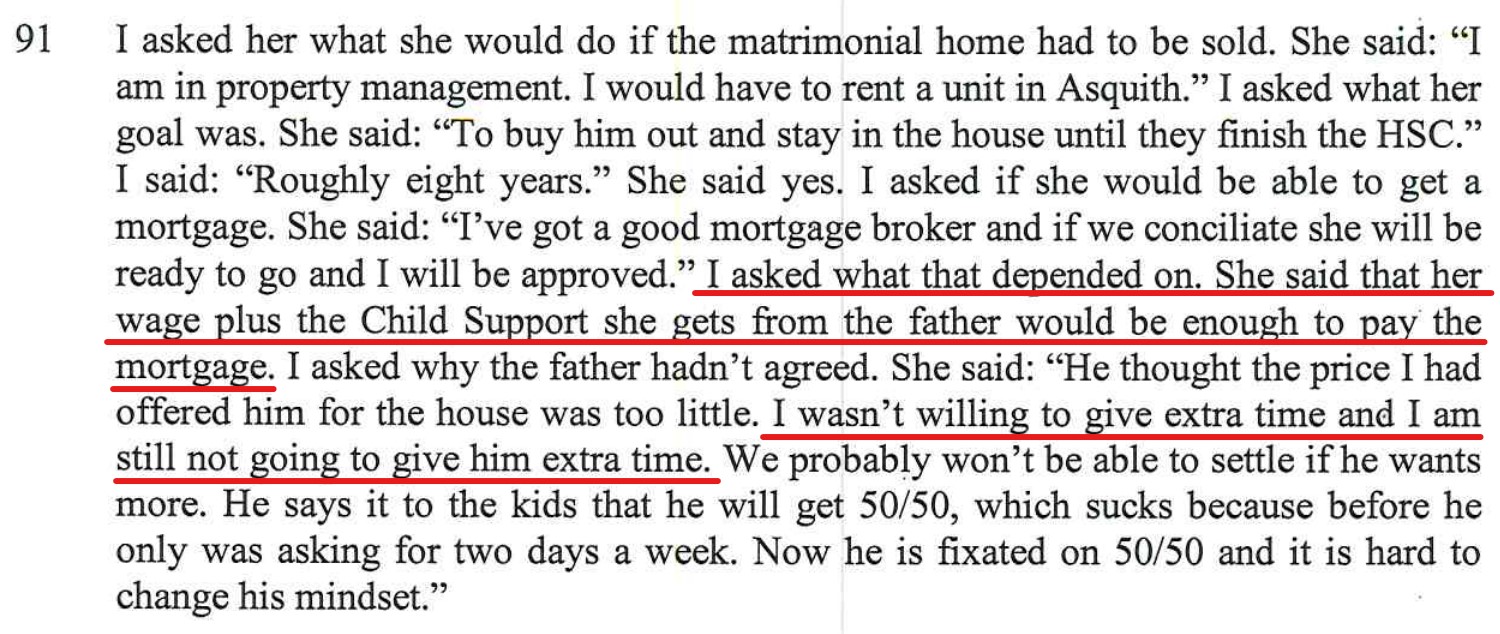 91 I asked her what she would do if the matrimonial home had to be sold. She said: “I
am in property management. I would have to rent a unit in Asquith.” I asked what her
goal was. She said: “To buy him out and stay in the house until they finish the HSC.”
I said: “Roughly eight years.” She said yes. I asked if she would be able to get a
mortgage. She said: “I’ve got a good mortgage broker and if we conciliate she will be
ready to go and I will be approved.” I asked what that depended on. She said that her
wage plus the Child Support she gets from the father would be enough to pay the
mortgage. I asked why the father hadn’t agreed. She said: “He thought the price I had
offered him for the house was too little. I wasn’t willing to give extra time and I am
still not going to give him extra time. We probably won’t be able to settle if he wants
more. He says it to the kids that he will get 50/50, which sucks because before he
only was asking for two days a week. Now he is fixated on 50/50 and it is hard to
change his mindset.”